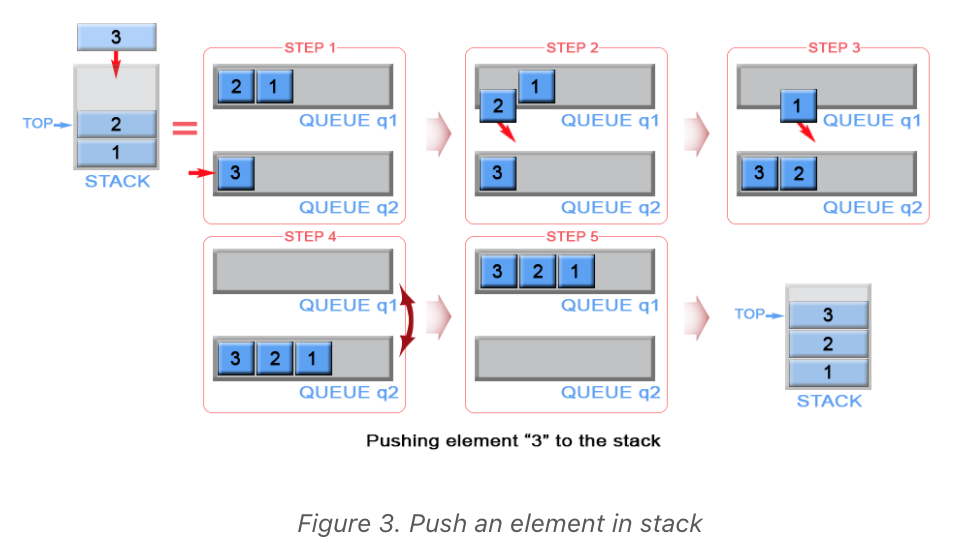 3
TOP
2
1
STACK
STEP 1
2 1
QUEUE q1
3
QUEUE q2
STEP 2
1
2
QUEUE q1
3
QUEUE q2
STEP 3
1
QUEUE q1
3 2
QUEUE q2
STEP 4
QUEUE q1
3 2 1
QUEUE q2
STEP 5
3 2 1
QUEUE q1
QUEUE q2
TOP
3
2
1
STACK
Pushing element “3” to the stack
Figure 3. Push an element in stack